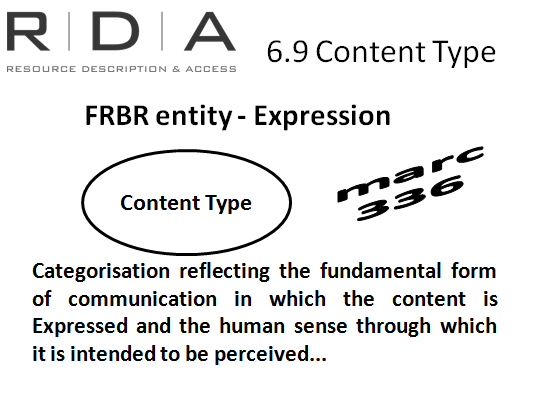 R | D | A
RESOURCE DESCRIPTION & ACCESS
6.9 Content Type
FRBR entity - Expression
Content Type
marc
336
Categorisation reflecting the fundamental form
of communication in which the content is
Expressed and the human sense through which
it is intended to be perceived...